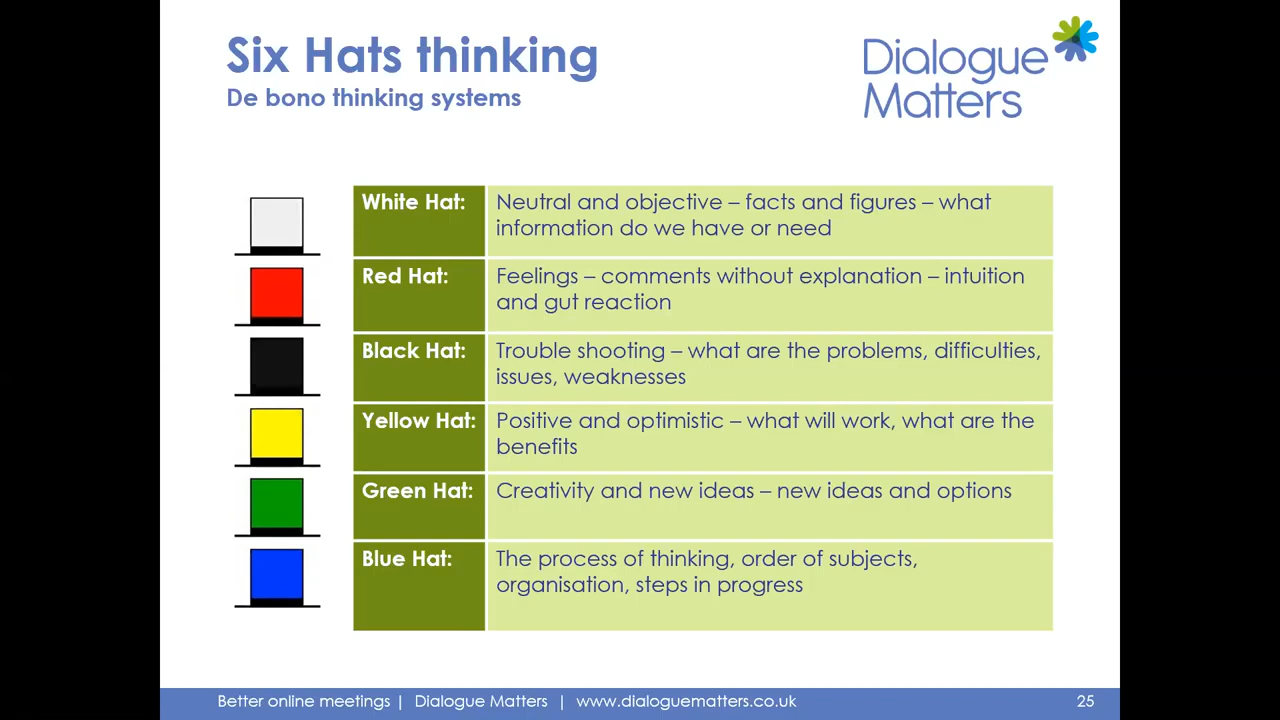 Six Hats thinking
De bono thinking systems
Dialogue
Matters
White Hat:
Neutral and objective – facts and figures – what
information do we have or need
Red Hat:
Feelings – comments without explanation – intuition
and gut reaction
Black Hat:
Trouble shooting – what are the problems, difficulties,
issues, weaknesses
Yellow Hat:
Positive and optimistic – what will work, what are the
benefits
Green Hat:
Creativity and new ideas – new ideas and options
Blue Hat:
The process of thinking, order of subjects,
organisation, steps in progress
Better online meetings | Dialogue Matters | www.dialoguematters.co.uk 25